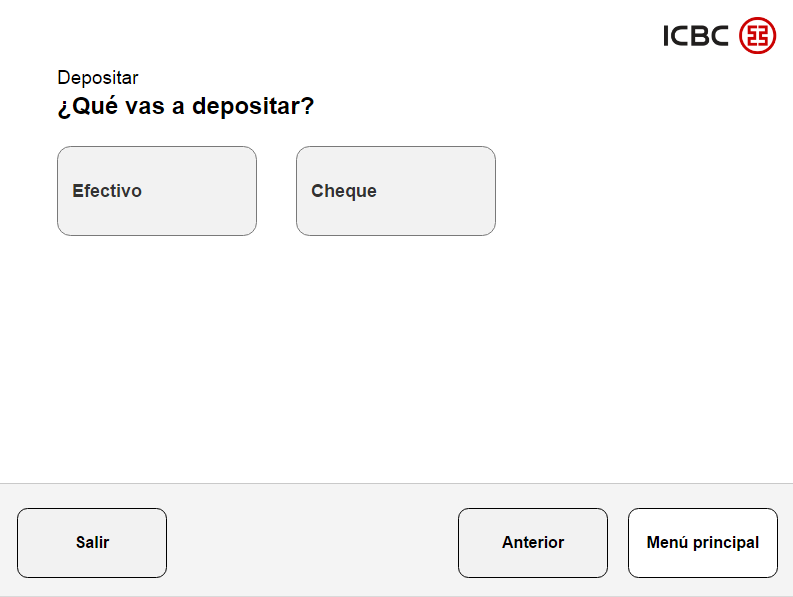 ICBC
Depositar
¿Qué vas a depositar?
Efectivo
Cheque
Salir
Anterior
Menú principal